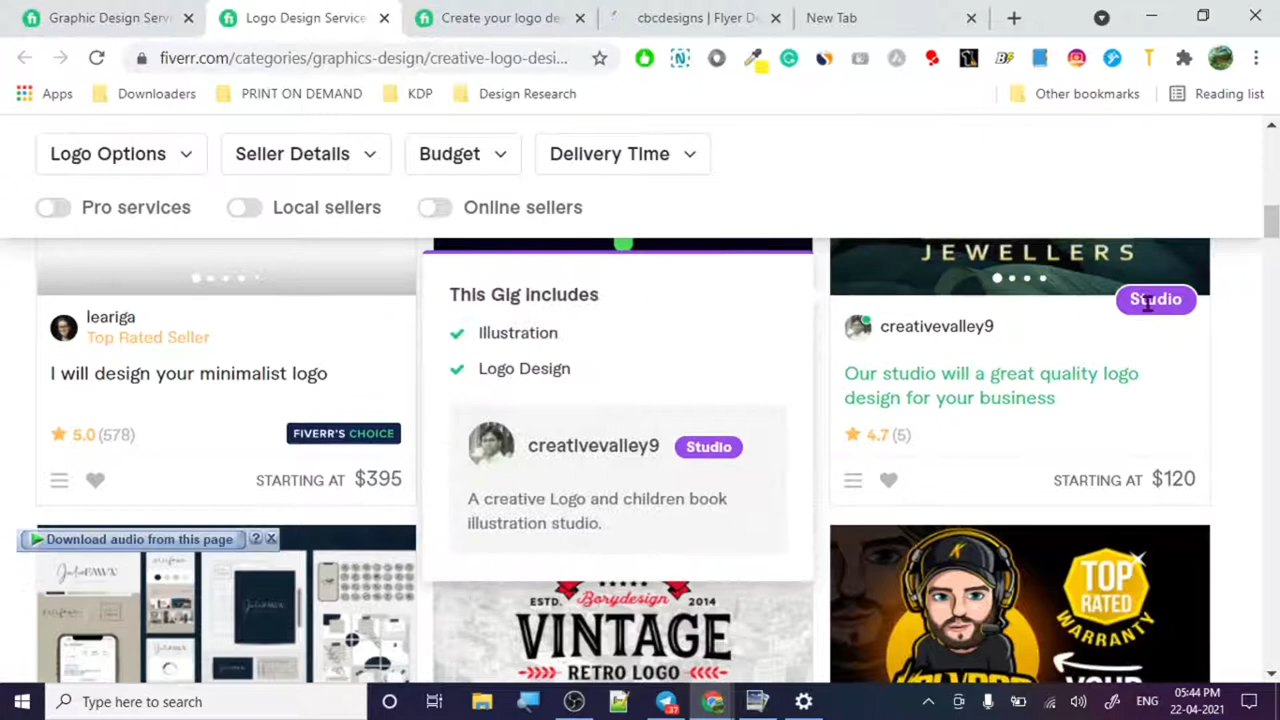 Graphic Design Serv
Logo Design Service
Create your logo de
cbcdesigns | Flyer D
New Tab
fiverr.com/categories/graphics-design/creative-logo-desi...
Apps
Downloaders
PRINT ON DEMAND
KDP
Design Research
Other bookmarks
Reading list
Logo Options
Seller Details
Budget
Delivery Time
Pro services
Local sellers
Online sellers
leariga
Top Rated Seller
I will design your minimalist logo
5.0 (578)
FIVERR'S CHOICE
STARTING AT $395
This Gig Includes
Illustration
Logo Design
creativevalley9 Studio
A creative Logo and children book
illustration studio.
JEWELLERS
Studio
creativevalley9
Our studio will a great quality logo
design for your business
4.7 (5)
STARTING AT $120
Download audio from this page
ESTD. Borydesign 2014
VINTAGE
RETRO LOGO
K
TOP
RATED
WARRANTY
YOUR
Type here to search
37
ENG
05:44 PM
22-04-2021